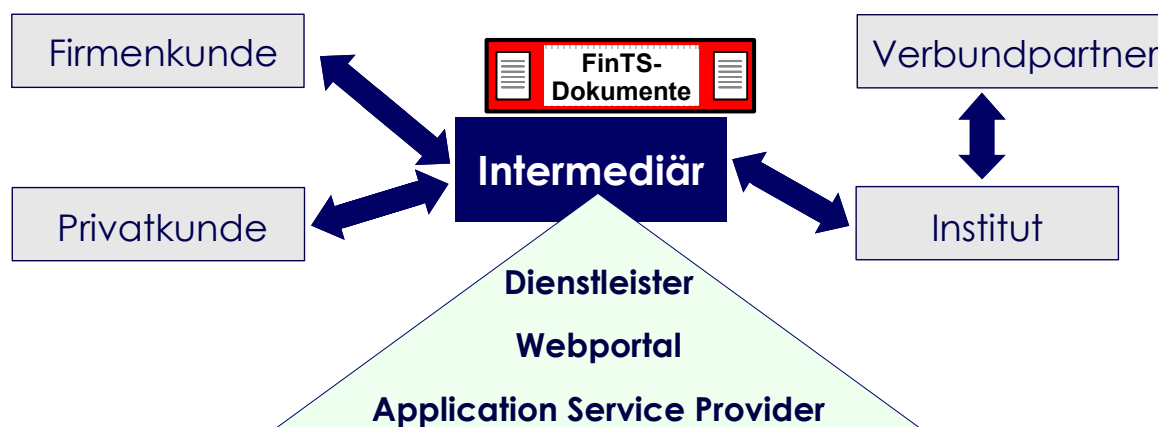 Firmenkunde
FinTS-
Dokumente
Verbundpartner
Intermediär
Privatkunde
Institut
Dienstleister
Webportal
Application Service Provider